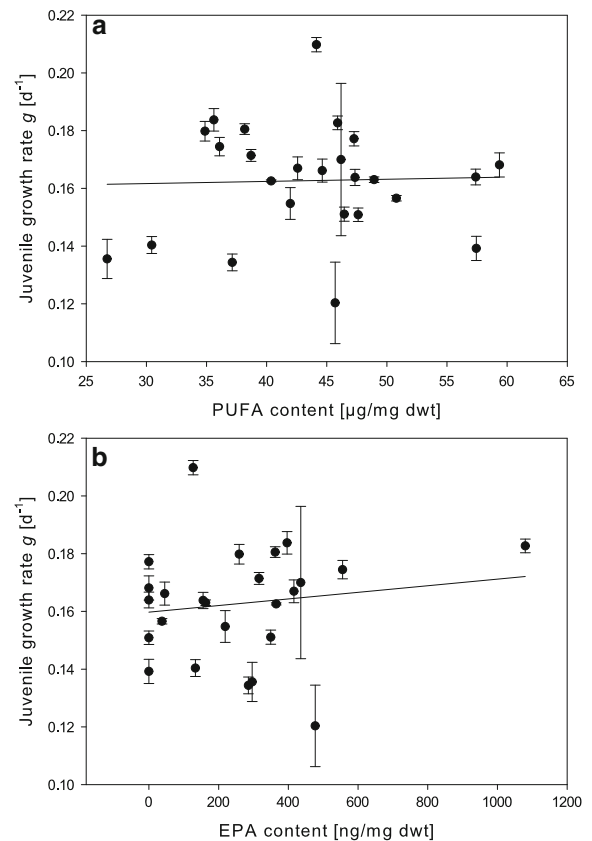 a
0.22
0.20
0.18
0.16
0.14
0.12
0.10
Juvenile growth rate g [d⁻¹]
25 30 35 40 45 50 55 60 65
PUFA content [µg/mg dwt]
b
0.22
0.20
0.18
0.16
0.14
0.12
0.10
Juvenile growth rate g [d⁻¹]
0 200 400 600 800 1000 1200
EPA content [ng/mg dwt]